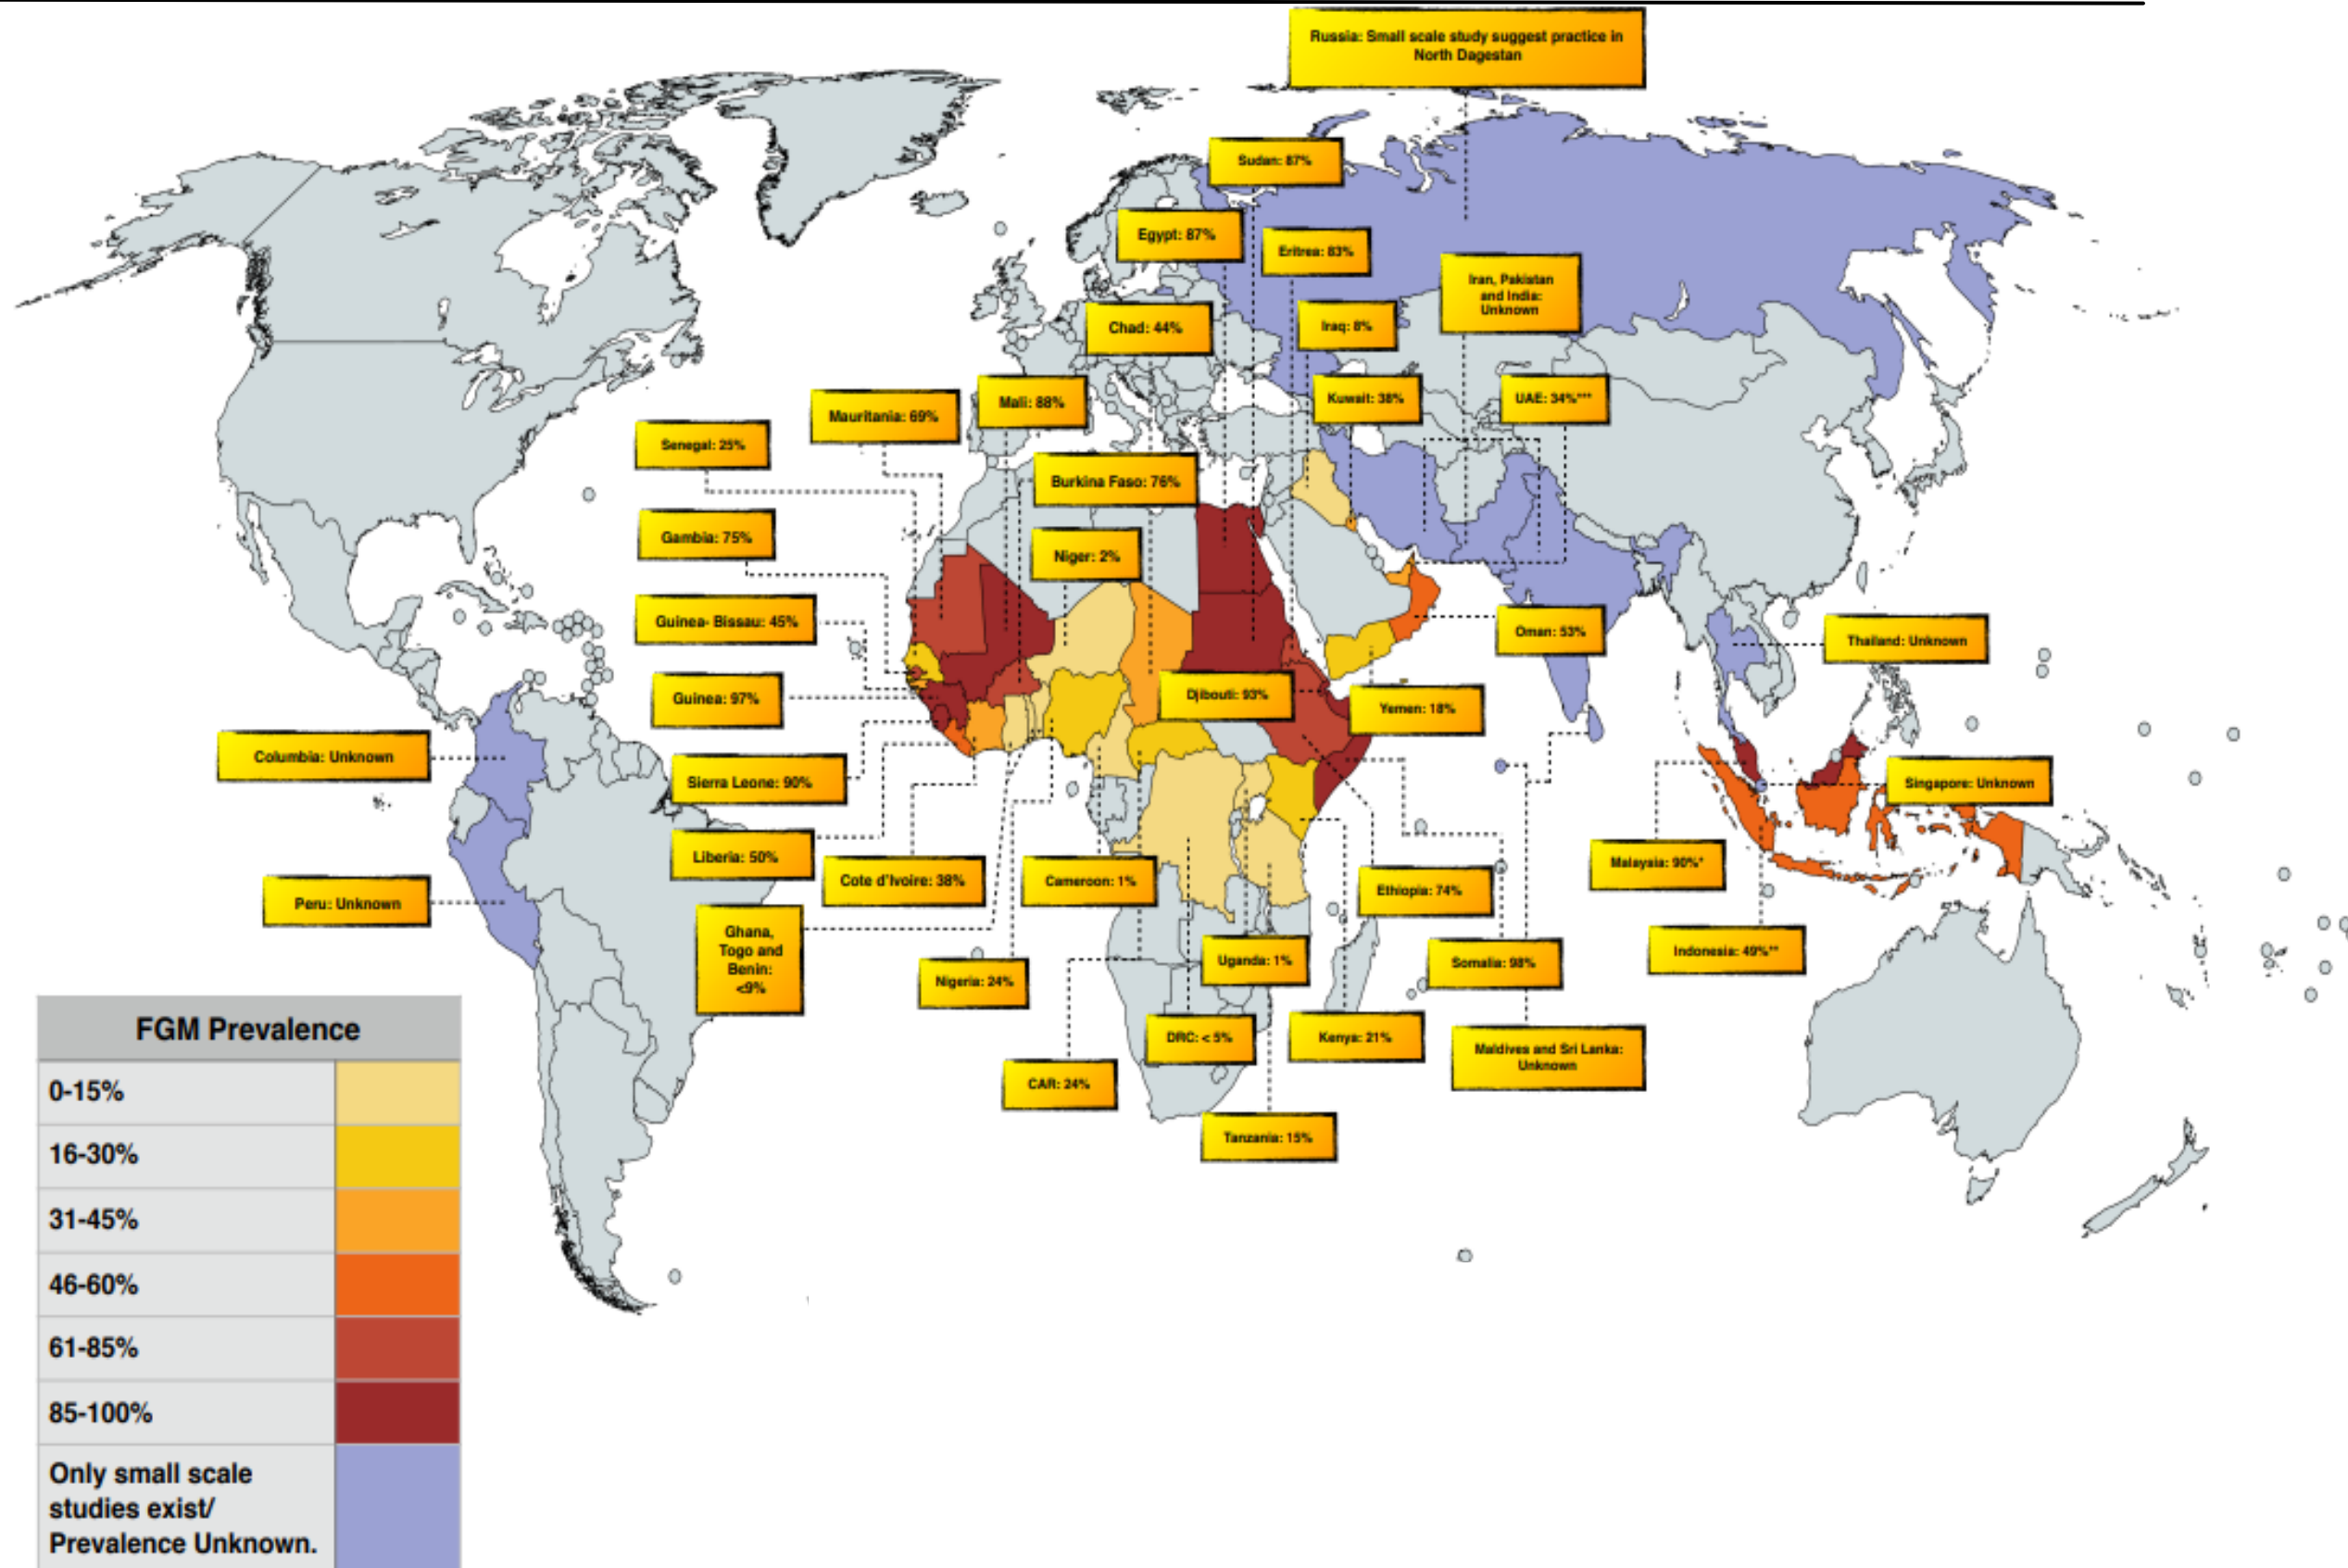 Russia: Small scale study suggest practice in
North Dagestan
Sudan: 87%
Egypt: 87%
Eritrea: 83%
Iran, Pakistan
and India:
Unknown
Chad: 44%
Iraq: 8%
Mauritania: 69%
Mali: 88%
Kuwait: 38%
UAE: 34%***
Senegal: 25%
Burkina Faso: 76%
Gambia: 75%
Niger: 2%
Guinea- Bissau: 45%
Oman: 53%
Thailand: Unknown
Guinea: 97%
Djibouti: 93%
Yemen: 18%
Columbia: Unknown
Sierra Leone: 90%
Singapore: Unknown
Liberia: 50%
Cote d'Ivoire: 38%
Cameroon: 1%
Ethiopia: 74%
Malaysia: 90%*
Peru: Unknown
Ghana,
Togo and
Benin:
<9%
Nigeria: 24%
Uganda: 1%
Somalia: 98%
Indonesia: 49%**
DRC: < 5%
Kenya: 21%
Maldives and Sri Lanka:
Unknown
CAR: 24%
Tanzania: 15%
FGM Prevalence
0-15%
16-30%
31-45%
46-60%
61-85%
85-100%
Only small scale
studies exist/
Prevalence Unknown.